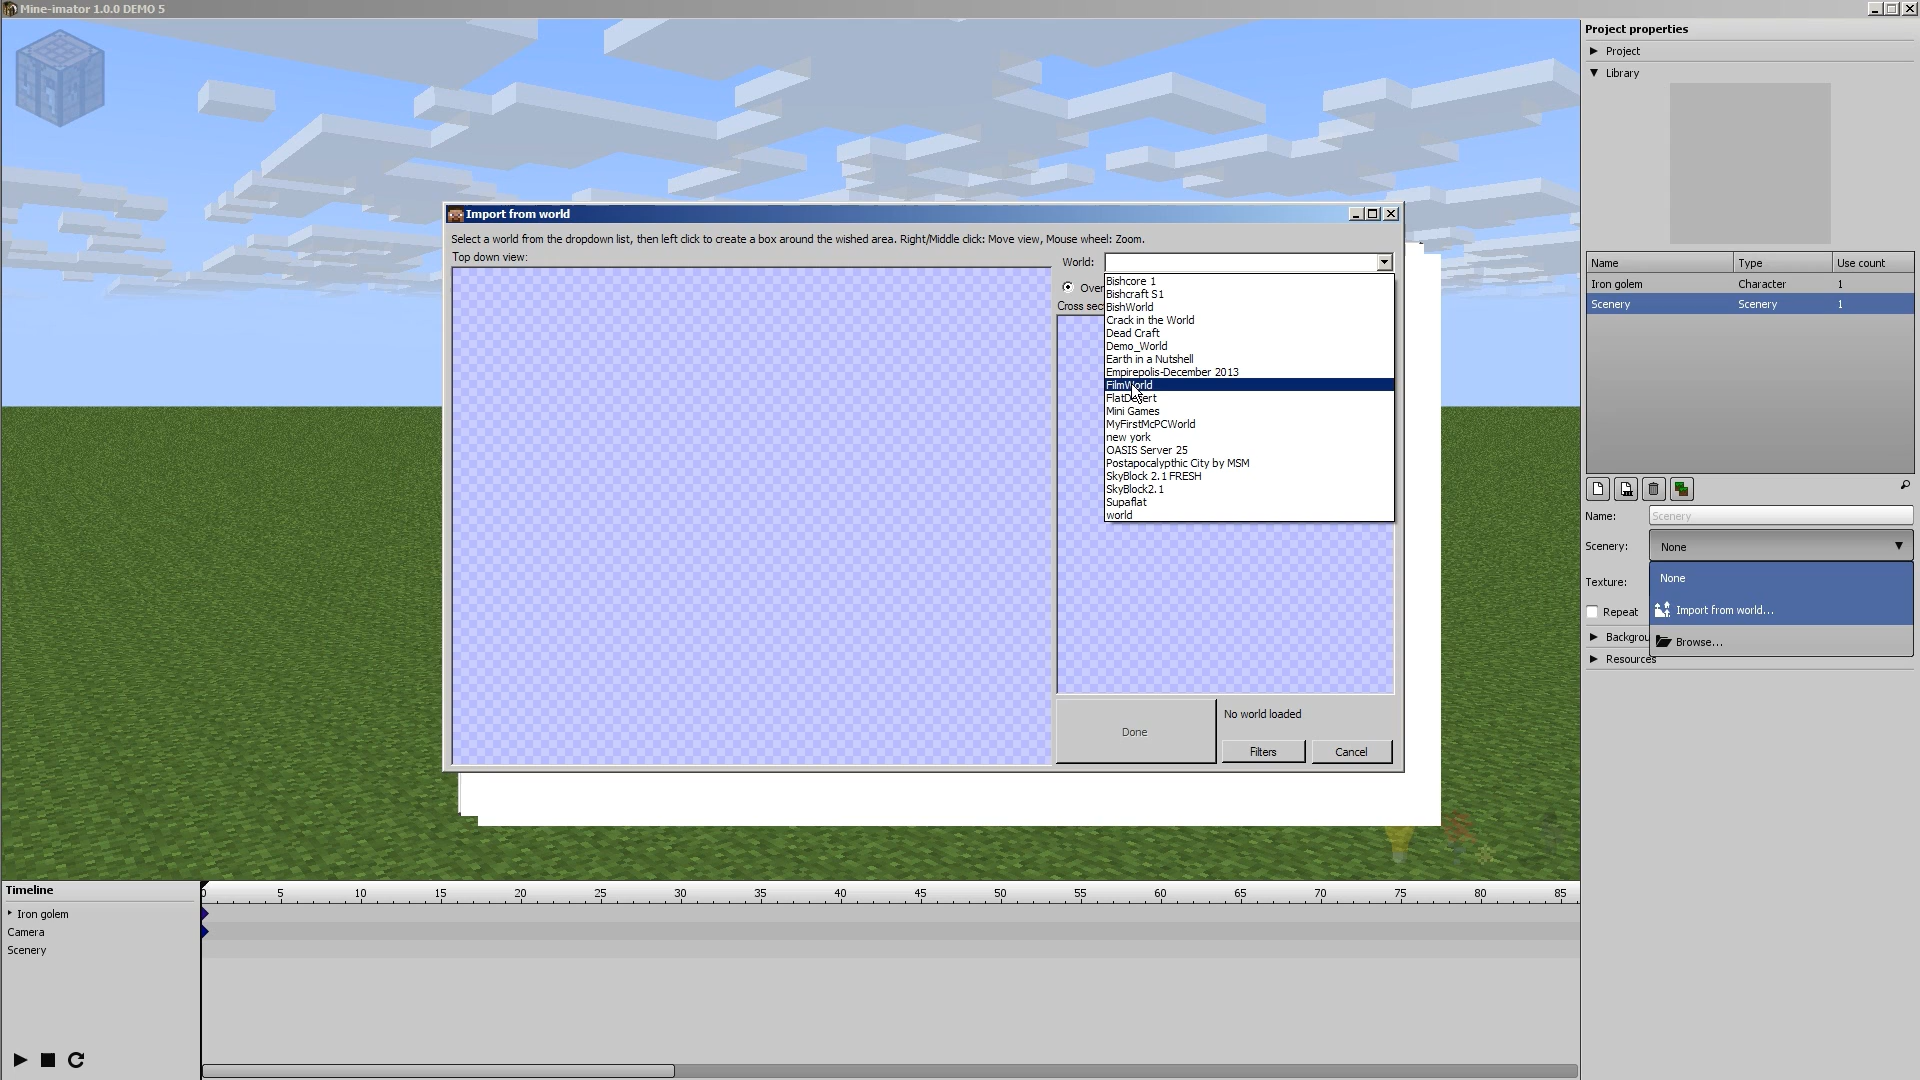 Mine-imator 1.0.0 DEMO 5
Project properties
Project
Library
Name Type Use count
Iron golem Character 1
Scenery Scenery 1
Name: Scenery
Scenery: None
None
Texture:
Import from world...
Repeat
Browse...
Backgrou
Resources
Import from world
Select a world from the dropdown list, then left click to create a box around the wished area. Right/Middle click: Move view, Mouse wheel: Zoom.
Top down view:
World:
Over
Cross sec
Bishcore 1
Bishcraft S1
BishWorld
Crack in the World
Dead Craft
Demo_World
Earth in a Nutshell
Empirepolis-December 2013
FilmWorld
FlatDesert
Mini Games
MyFirstMcPCWorld
new york
OASIS Server 25
Postapocalypthic City by MSM
SkyBlock 2.1 FRESH
SkyBlock2.1
Supaflat
world
Done
No world loaded
Filters
Cancel
Timeline
0 5 10 15 20 25 30 35 40 45 50 55 60 65 70 75 80 85
Iron golem
Camera
Scenery